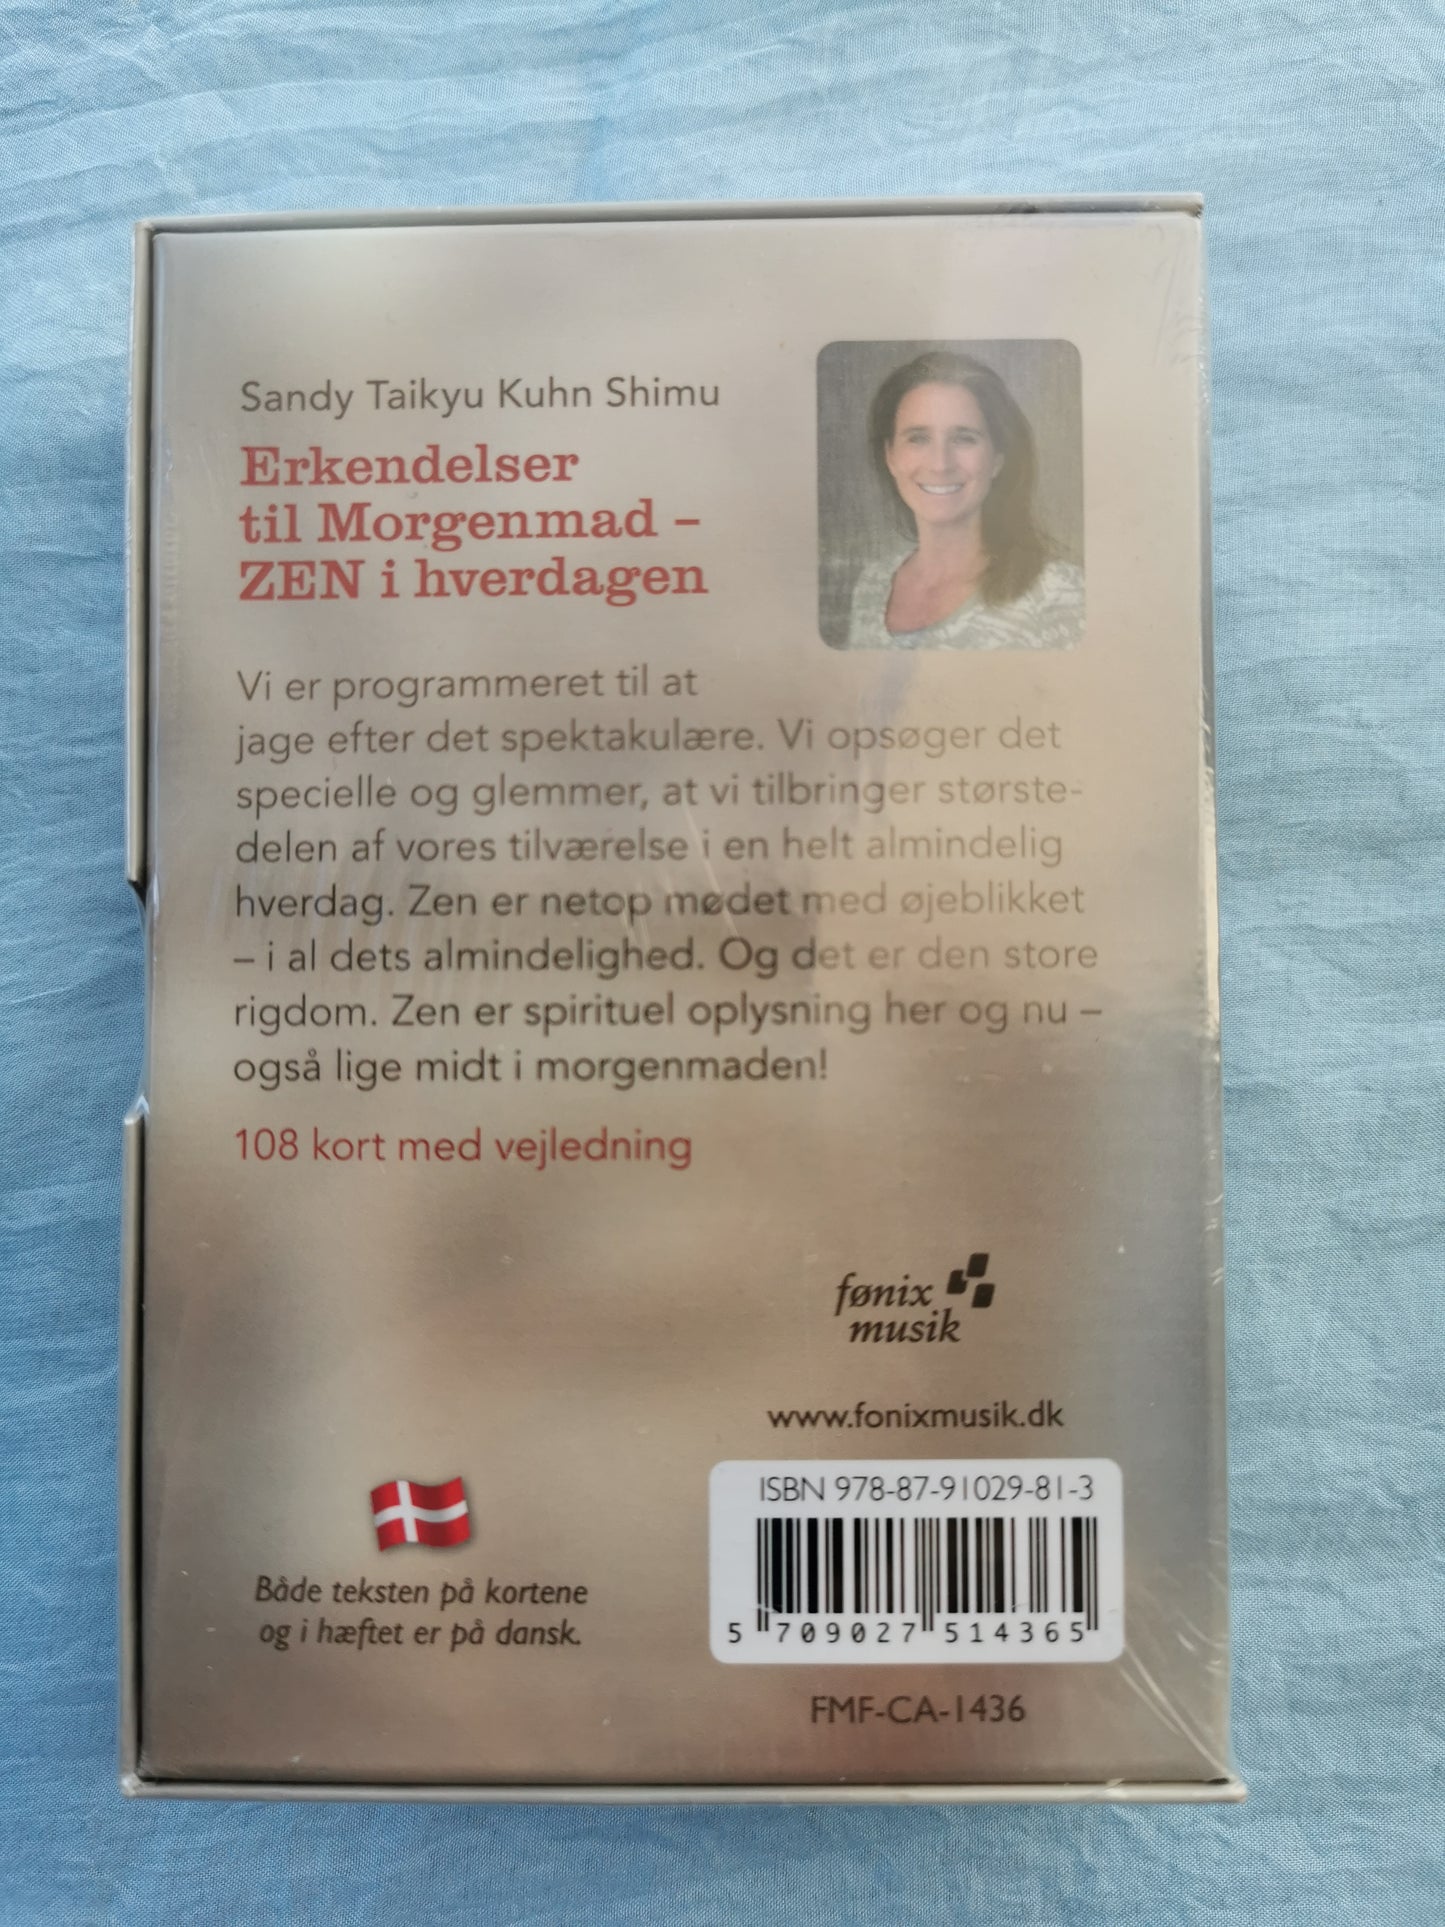 Sandy Taikyu Kuhn Shimu
Erkendelser
til Morgenmad –
ZEN i hverdagen
Vi er programmeret til at
jage efter det spektakulære. Vi opsøger det
specielle og glemmer, at vi tilbringer største-
delen af vores tilværelse i en helt almindelig
hverdag. Zen er netop mødet med øjeblikket
– i al dets almindelighed. Og det er den store
rigdom. Zen er spirituel oplysning her og nu –
også lige midt i morgenmaden!
108 kort med vejledning
fønix
musik
www.fonixmusik.dk
ISBN 978-87-91029-81-3
5 709027 514365
FMF-CA-1436
Både teksten på kortene
og i hæftet er på dansk.